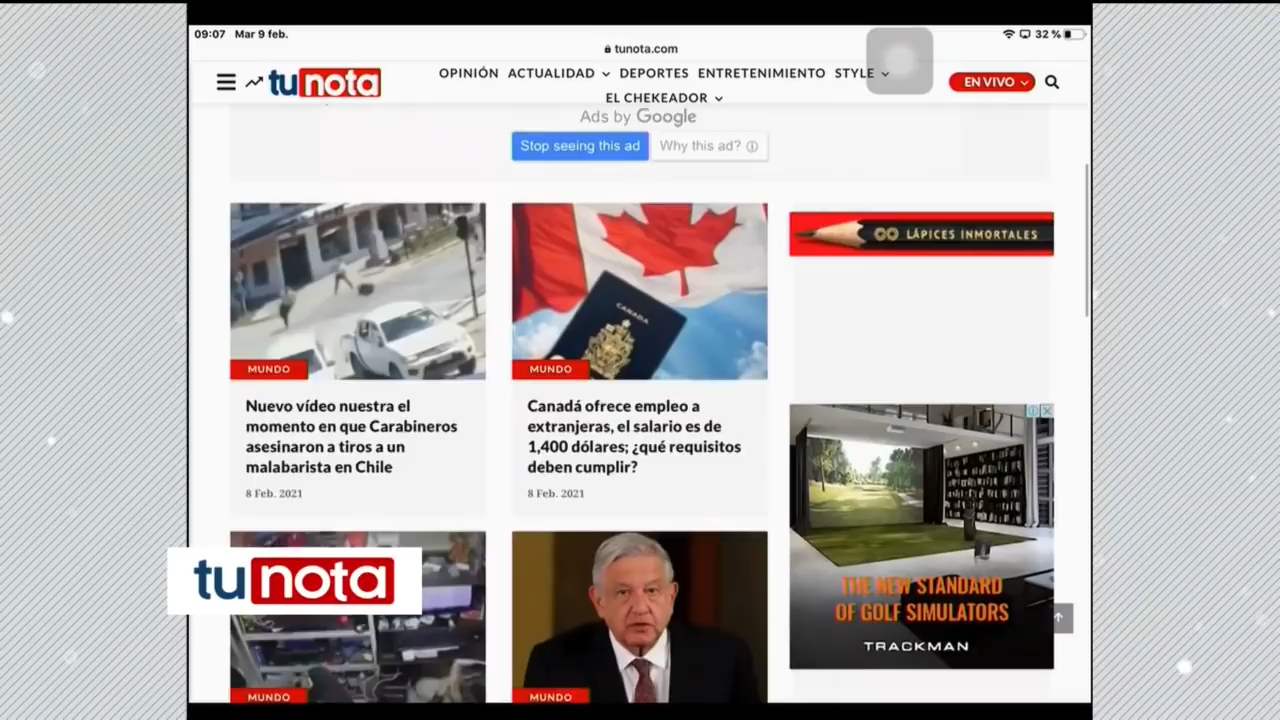 09:07 Mar 9 feb.
32 %
tunota.com
tunota
OPINIÓN ACTUALIDAD DEPORTES ENTRETENIMIENTO STYLE
EL CHEKEADOR
EN VIVO
Ads by Google
Stop seeing this ad
Why this ad?
LÁPICES INMORTALES
CANADA
MUNDO
MUNDO
Nuevo vídeo nuestra el
momento en que Carabineros
asesinaron a tiros a un
malabarista en Chile
8 Feb. 2021
Canadá ofrece empleo a
extranjeras, el salario es de
1,400 dólares; ¿qué requisitos
deben cumplir?
8 Feb. 2021
THE NEW STANDARD
OF GOLF SIMULATORS
TRACKMAN
tunota
MUNDO
MUNDO